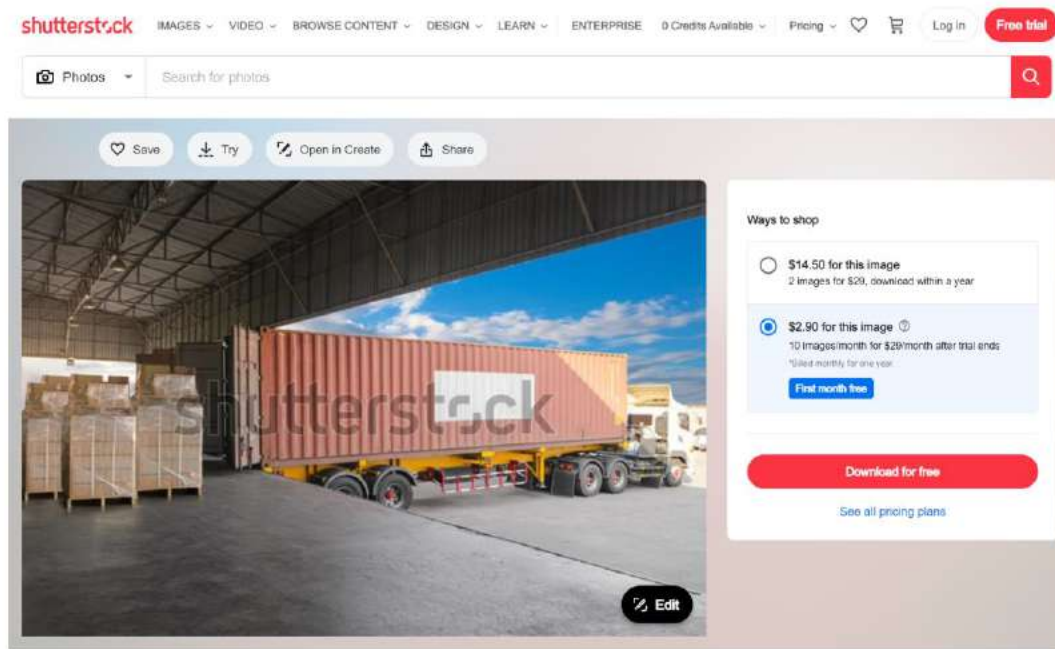 shutterstock
IMAGES VIDEO BROWSE CONTENT DESIGN LEARN ENTERPRISE 0 Credits Available Pricing Log in Free trial
Photos Search for photos
Save Try Open in Create Share
Ways to shop
$14.50 for this image
2 images for $29, download within a year
$2.90 for this image
10 images/month for $29/month after trial ends
*Billed monthly for one year.
First month free
Download for free
See all pricing plans
shutterstock
Edit